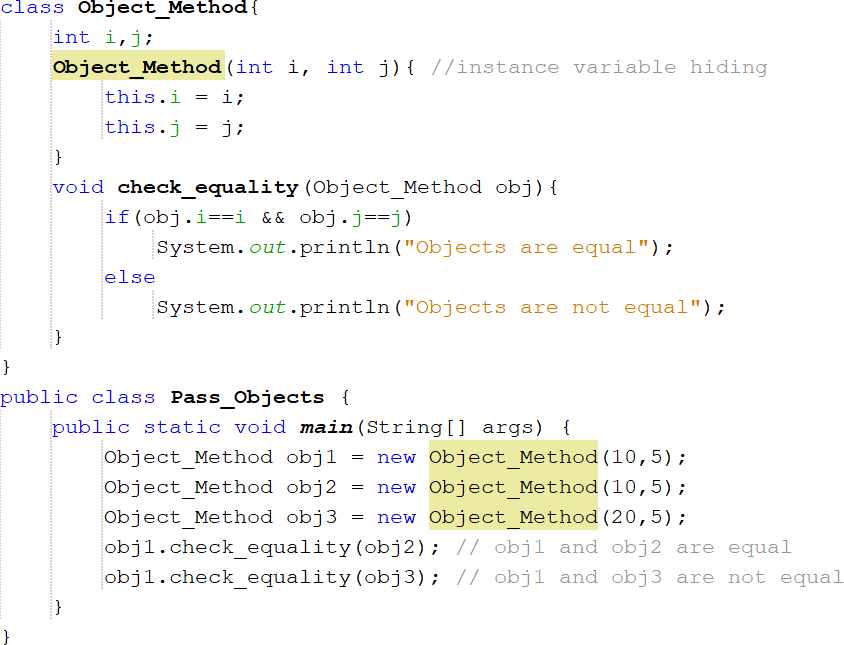 class Object_Method{
    int i,j;
    Object_Method(int i, int j){ //instance variable hiding
        this.i = i;
        this.j = j;
    }
    void check_equality(Object_Method obj){
        if(obj.i==i && obj.j==j)
            System.out.println("Objects are equal");
        else
            System.out.println("Objects are not equal");
    }
}
public class Pass_Objects {
    public static void main(String[] args) {
        Object_Method obj1 = new Object_Method(10,5);
        Object_Method obj2 = new Object_Method(10,5);
        Object_Method obj3 = new Object_Method(20,5);
        obj1.check_equality(obj2); // obj1 and obj2 are equal
        obj1.check_equality(obj3); // obj1 and obj3 are not equal
    }
}